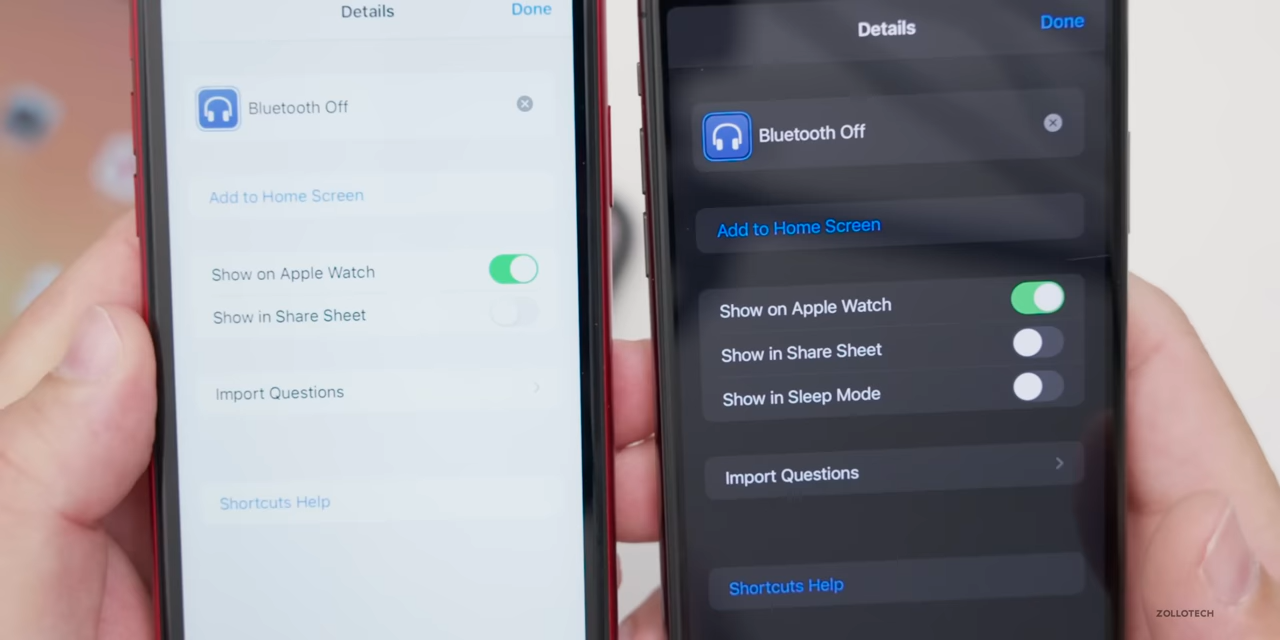 Details
Done
Bluetooth Off
Add to Home Screen
Show on Apple Watch
Show in Share Sheet
Import Questions
Shortcuts Help
Details
Done
Bluetooth Off
Add to Home Screen
Show on Apple Watch
Show in Share Sheet
Show in Sleep Mode
Import Questions
Shortcuts Help
ZOLLOTECH